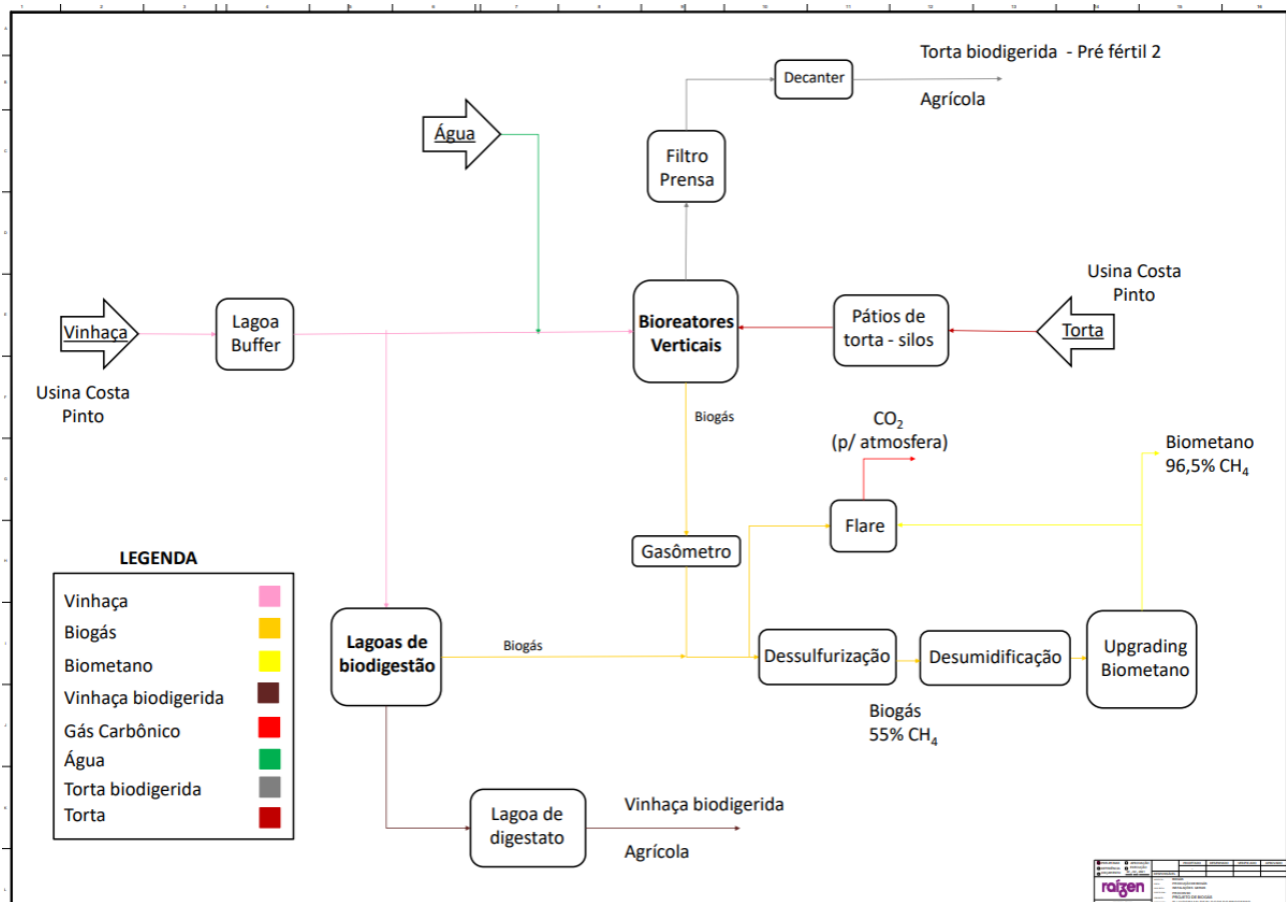 Torta biodigerida - Pré fértil 2
Decanter
Agrícola
Água
Filtro
Prensa
Usina Costa
Pinto
Vinhaça
Lagoa
Buffer
Bioreatores
Verticais
Pátios de
torta - silos
Torta
Usina Costa
Pinto
Biogás
CO₂
(p/ atmosfera)
Biometano
96,5% CH₄
Flare
Gasômetro
LEGENDA
Vinhaça
Biogás
Biometano
Vinhaça biodigerida
Gás Carbônico
Água
Torta biodigerida
Torta
Lagoas de
biodigestão
Biogás
Dessulfurização
Desumidificação
Upgrading
Biometano
Biogás
55% CH₄
Lagoa de
digestato
Vinhaça biodigerida
Agrícola
raízen